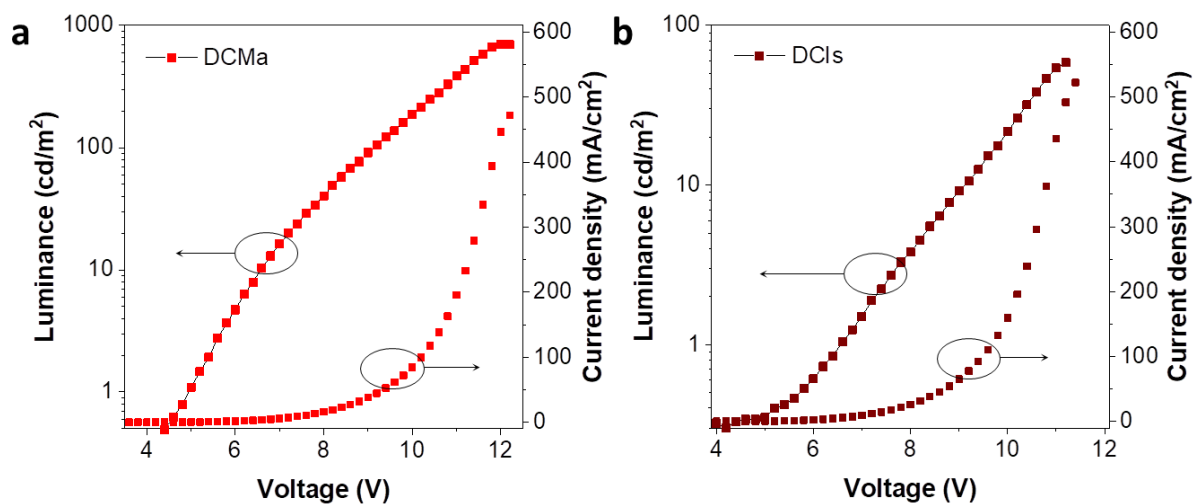 a
DCMa
Luminance (cd/m²)
1000
100
10
1
Current density (mA/cm²)
600
500
400
300
200
100
0
4 6 8 10 12
Voltage (V)
b
DCIs
Luminance (cd/m²)
100
10
1
Current density (mA/cm²)
600
500
400
300
200
100
0
4 6 8 10 12
Voltage (V)